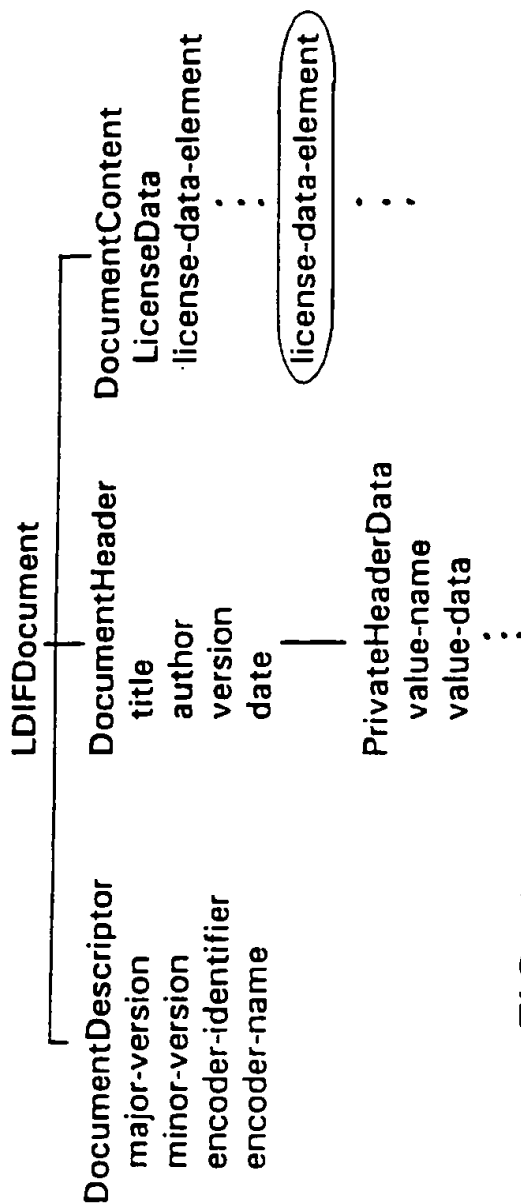 LDIFDocument
DocumentDescriptor
major-version
minor-version
encoder-identifier
encoder-name
DocumentHeader
title
author
version
date
PrivateHeaderData
value-name
value-data
DocumentContent
LicenseData
license-data-element
license-data-element